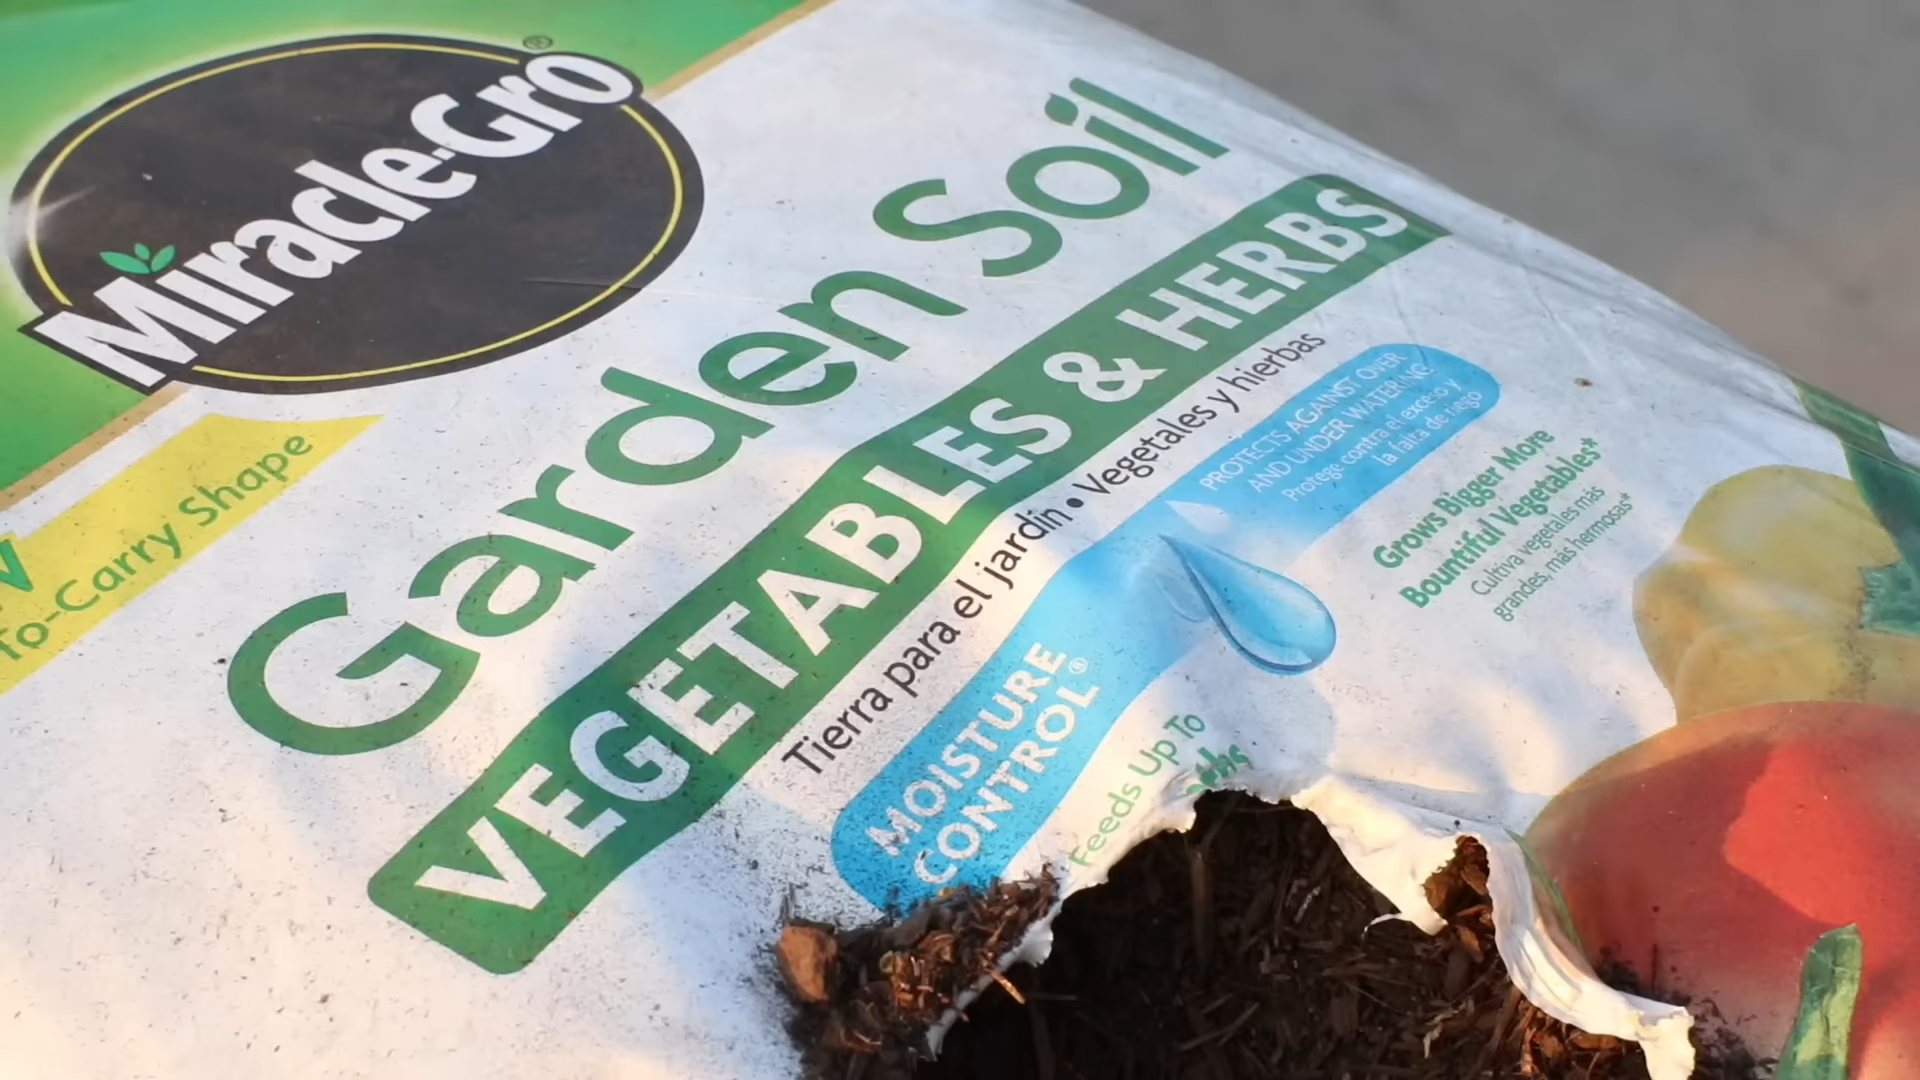 Miracle-Gro®
To-Carry Shape
Garden Soil
VEGETABLES & HERBS
Tierra para el jardín • Vegetales y hierbas
MOISTURE
CONTROL®
PROTECTS AGAINST OVER
AND UNDER WATERING.
Protege contra el exceso y
la falta de riego
Grows Bigger More
Bountiful Vegetables*
Cultiva vegetales más
grandes, más hermosas*
Feeds Up To